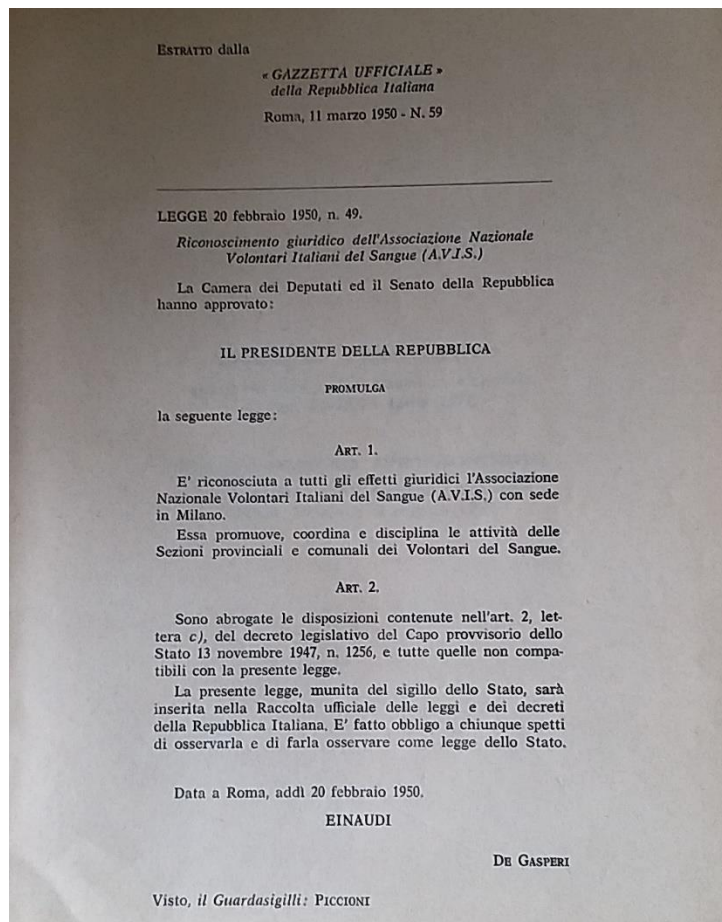 ESTRATTO dalla
« GAZZETTA UFFICIALE »
della Repubblica Italiana
Roma, 11 marzo 1950 - N. 59
LEGGE 20 febbraio 1950, n. 49.
Riconoscimento giuridico dell'Associazione Nazionale
Volontari Italiani del Sangue (A.V.I.S.)
La Camera dei Deputati ed il Senato della Repubblica
hanno approvato:
IL PRESIDENTE DELLA REPUBBLICA
PROMULGA
la seguente legge:
ART. 1.
E' riconosciuta a tutti gli effetti giuridici l'Associazione
Nazionale Volontari Italiani del Sangue (A.V.I.S.) con sede
in Milano.
Essa promuove, coordina e disciplina le attività delle
Sezioni provinciali e comunali dei Volontari del Sangue.
ART. 2.
Sono abrogate le disposizioni contenute nell'art. 2, let-
tera c), del decreto legislativo del Capo provvisorio dello
Stato 13 novembre 1947, n. 1256, e tutte quelle non compa-
tibili con la presente legge.
La presente legge, munita del sigillo dello Stato, sarà
inserita nella Raccolta ufficiale delle leggi e dei decreti
della Repubblica Italiana. E' fatto obbligo a chiunque spetti
di osservarla e di farla osservare come legge dello Stato.
Data a Roma, addì 20 febbraio 1950.
EINAUDI
DE GASPERI
Visto, il Guardasigilli: PICCIONI